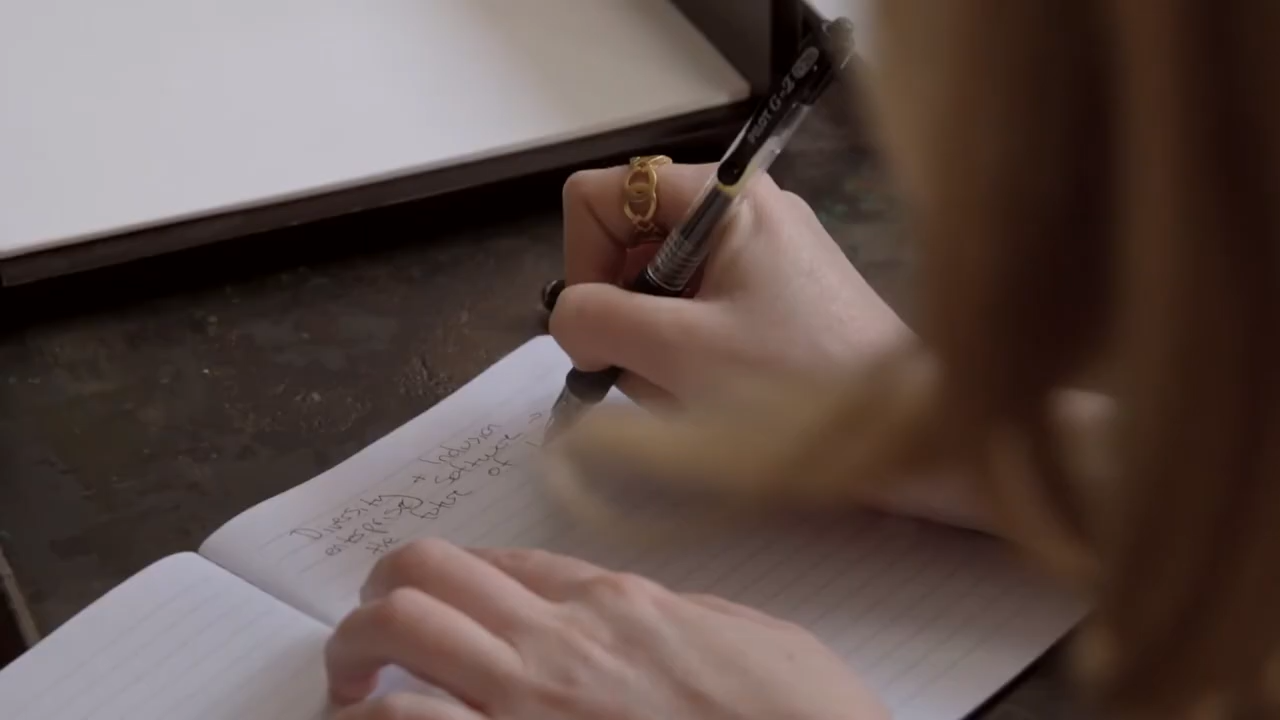 PILOT G-2
Diversity + Inclusion
enterprise software
the future of